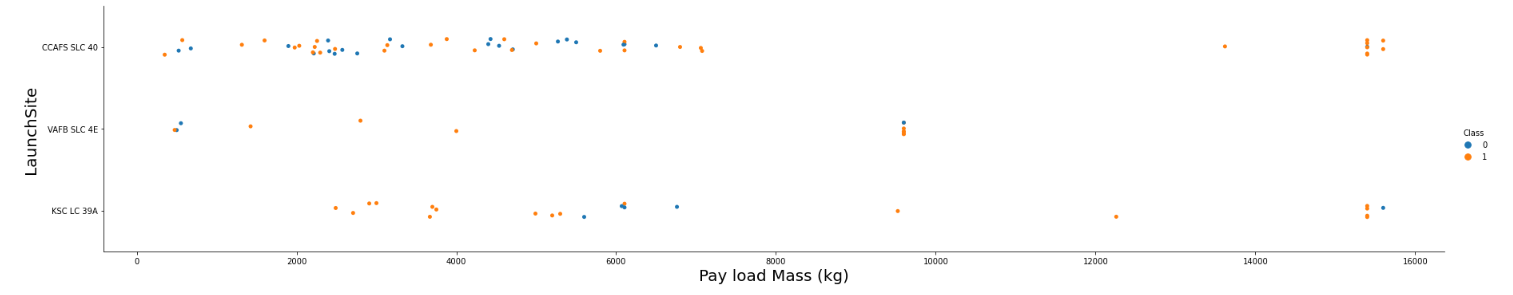 LaunchSite
CCAFS SLC 40
VAFB SLC 4E
KSC LC 39A
0 2000 4000 6000 8000 10000 12000 14000 16000
Pay load Mass (kg)
Class
0
1